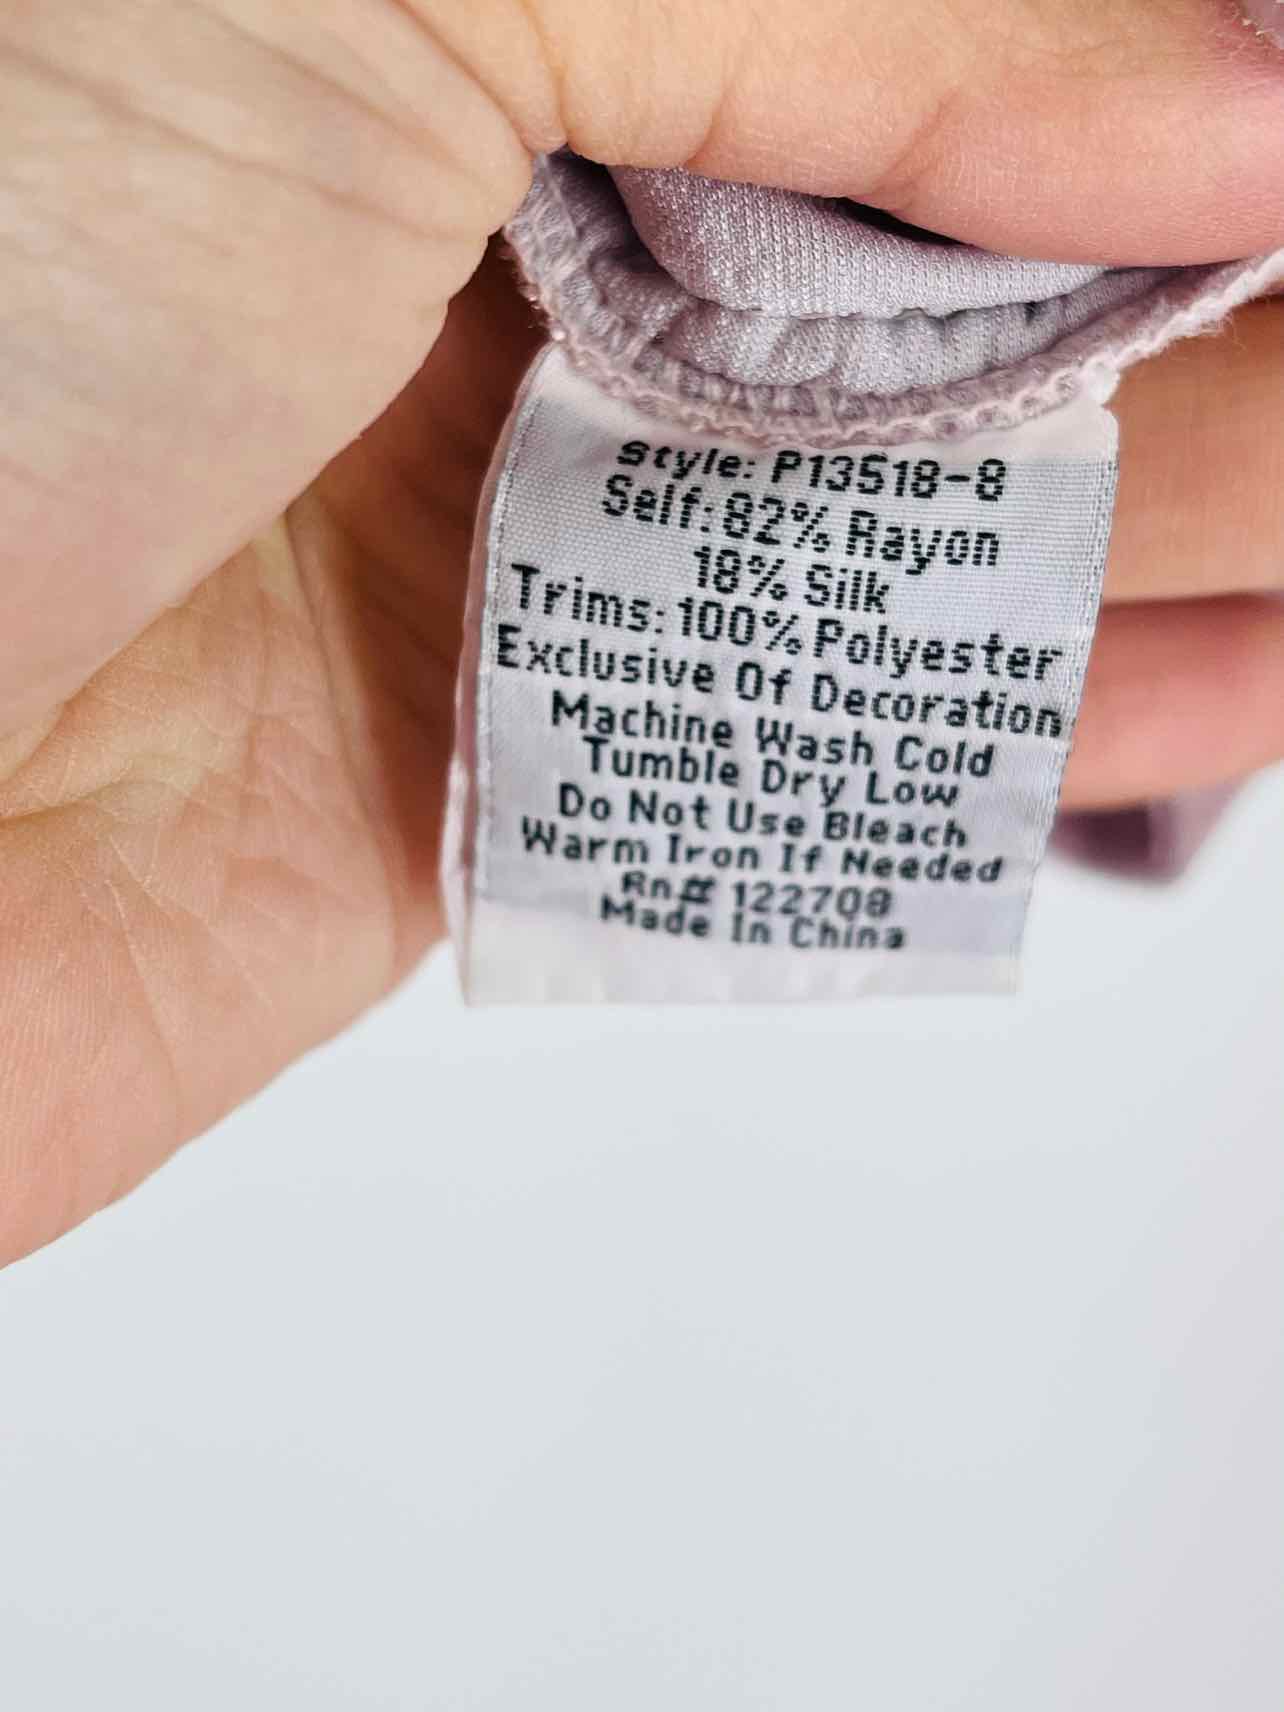 Style: P13518-8
Self: 82% Rayon
18% Silk
Trims: 100% Polyester
Exclusive Of Decoration
Machine Wash Cold
Tumble Dry Low
Do Not Use Bleach
Warm Iron If Needed
Rn# 122708
Made In China